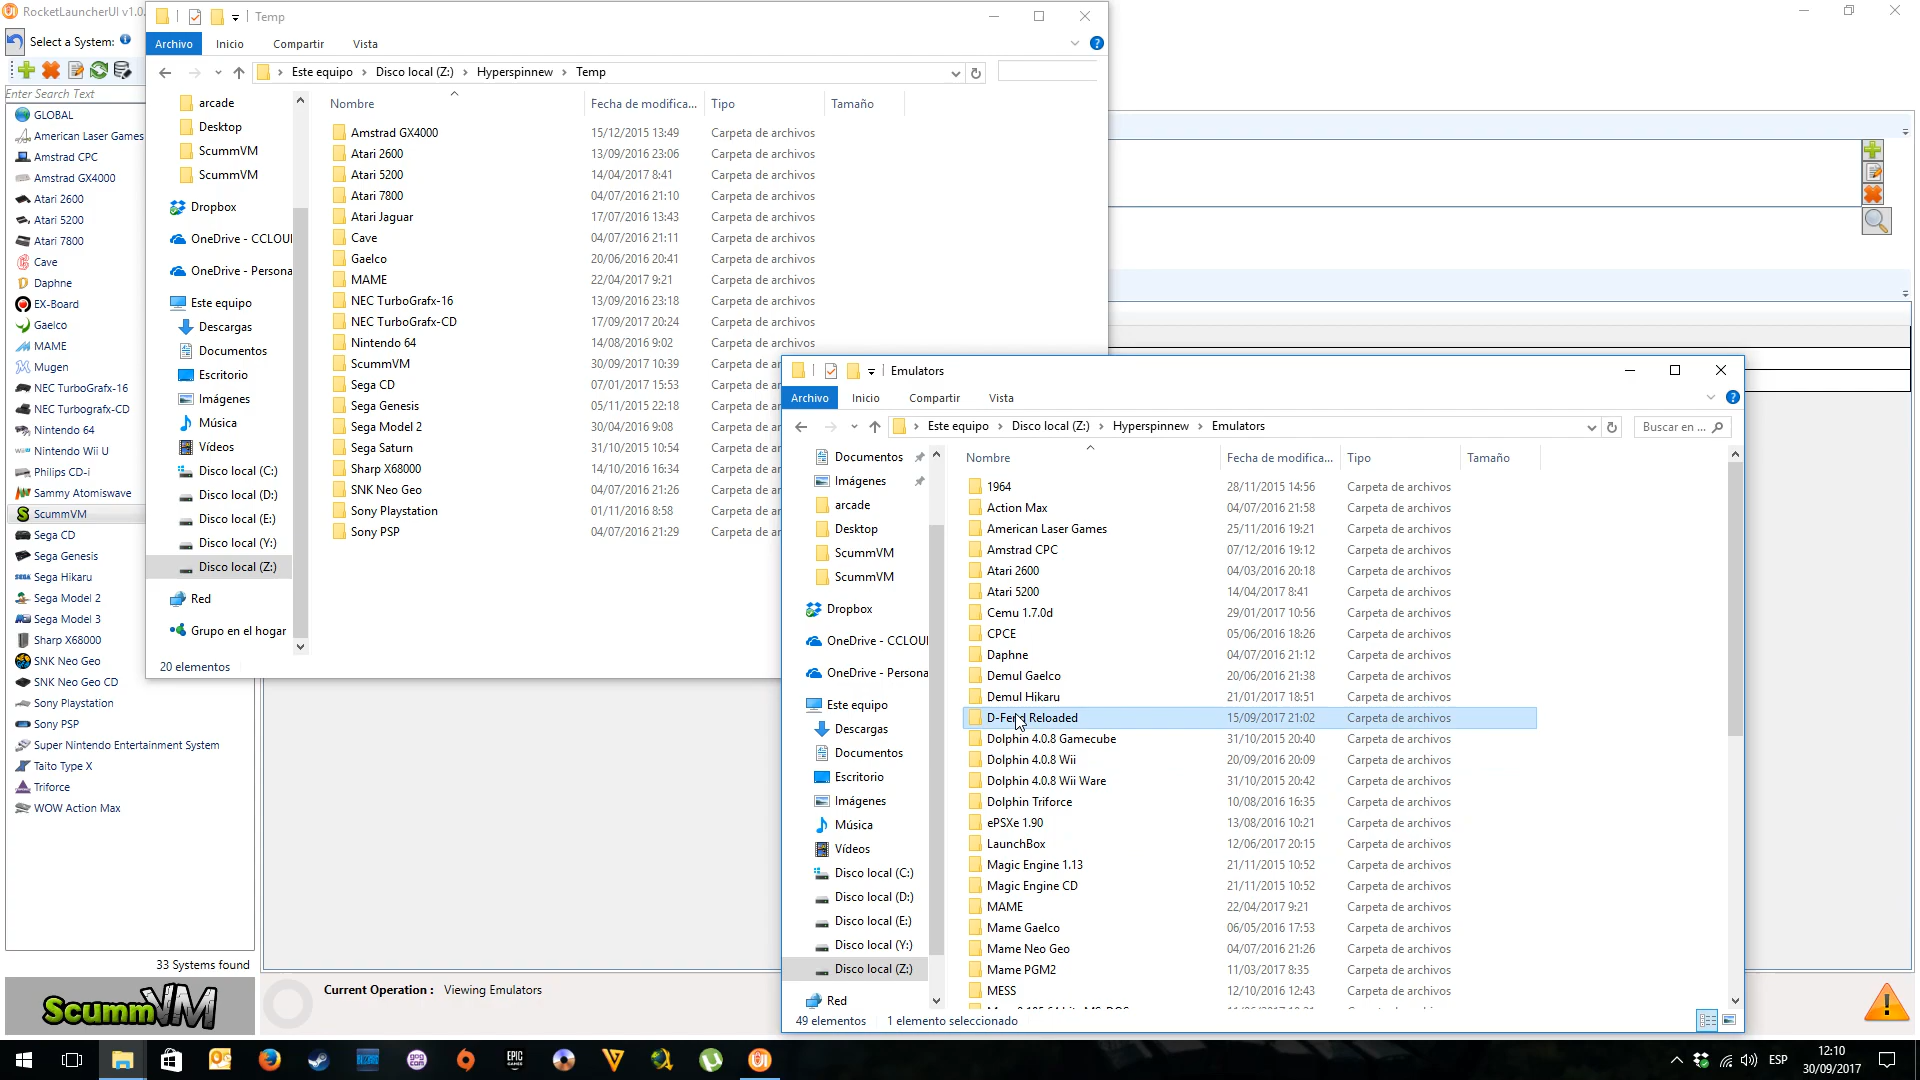 RocketLauncherUI v1.0.
Select a System:
Enter Search Text
GLOBAL
American Laser Games
Amstrad CPC
Amstrad GX4000
Atari 2600
Atari 5200
Atari 7800
Cave
Daphne
EX-Board
Gaelco
MAME
Mugen
NEC TurboGrafx-16
NEC Turbografx-CD
Nintendo 64
Nintendo Wii U
Philips CD-i
Sammy Atomiswave
ScummVM
Sega CD
Sega Genesis
Sega Hikaru
Sega Model 2
Sega Model 3
Sharp X68000
SNK Neo Geo
SNK Neo Geo CD
Sony Playstation
Sony PSP
Super Nintendo Entertainment System
Taito Type X
Triforce
WOW Action Max
33 Systems found
ScummVM
Current Operation : Viewing Emulators
Temp
Archivo Inicio Compartir Vista
Este equipo > Disco local (Z:) > Hyperspinnew > Temp
arcade
Desktop
ScummVM
ScummVM
Dropbox
OneDrive - CCLOU
OneDrive - Persona
Este equipo
Descargas
Documentos
Escritorio
Imágenes
Música
Vídeos
Disco local (C:)
Disco local (D:)
Disco local (E:)
Disco local (Y:)
Disco local (Z:)
Red
Grupo en el hogar
Nombre Fecha de modifica... Tipo Tamaño
Amstrad GX4000 15/12/2015 13:49 Carpeta de archivos
Atari 2600 13/09/2016 23:06 Carpeta de archivos
Atari 5200 14/04/2017 8:41 Carpeta de archivos
Atari 7800 04/07/2016 21:10 Carpeta de archivos
Atari Jaguar 17/07/2016 13:43 Carpeta de archivos
Cave 04/07/2016 21:11 Carpeta de archivos
Gaelco 20/06/2016 20:41 Carpeta de archivos
MAME 22/04/2017 9:21 Carpeta de archivos
NEC TurboGrafx-16 13/09/2016 23:18 Carpeta de archivos
NEC TurboGrafx-CD 17/09/2017 20:24 Carpeta de archivos
Nintendo 64 14/08/2016 9:02 Carpeta de archivos
ScummVM 30/09/2017 10:39 Carpeta de a
Sega CD 07/01/2017 15:53 Carpeta de a
Sega Genesis 05/11/2015 22:18 Carpeta de a
Sega Model 2 30/04/2016 9:08 Carpeta de a
Sega Saturn 31/10/2015 10:54 Carpeta de a
Sharp X68000 14/10/2016 16:34 Carpeta de a
SNK Neo Geo 04/07/2016 21:26 Carpeta de a
Sony Playstation 01/11/2016 8:58 Carpeta de a
Sony PSP 04/07/2016 21:29 Carpeta de a
20 elementos
Emulators
Archivo Inicio Compartir Vista
Este equipo > Disco local (Z:) > Hyperspinnew > Emulators
Buscar en ...
Documentos
Imágenes
arcade
Desktop
ScummVM
ScummVM
Dropbox
OneDrive - CCLOU
OneDrive - Persona
Este equipo
Descargas
Documentos
Escritorio
Imágenes
Música
Vídeos
Disco local (C:)
Disco local (D:)
Disco local (E:)
Disco local (Y:)
Disco local (Z:)
Red
Nombre Fecha de modifica... Tipo Tamaño
1964 28/11/2015 14:56 Carpeta de archivos
Action Max 04/07/2016 21:58 Carpeta de archivos
American Laser Games 25/11/2016 19:21 Carpeta de archivos
Amstrad CPC 07/12/2016 19:12 Carpeta de archivos
Atari 2600 04/03/2016 20:18 Carpeta de archivos
Atari 5200 14/04/2017 8:41 Carpeta de archivos
Cemu 1.7.0d 29/01/2017 10:56 Carpeta de archivos
CPCE 05/06/2016 18:26 Carpeta de archivos
Daphne 04/07/2016 21:12 Carpeta de archivos
Demul Gaelco 20/06/2016 21:38 Carpeta de archivos
Demul Hikaru 21/01/2017 18:51 Carpeta de archivos
D-Fend Reloaded 15/09/2017 21:02 Carpeta de archivos
Dolphin 4.0.8 Gamecube 31/10/2015 20:40 Carpeta de archivos
Dolphin 4.0.8 Wii 20/09/2016 20:09 Carpeta de archivos
Dolphin 4.0.8 Wii Ware 31/10/2015 20:42 Carpeta de archivos
Dolphin Triforce 10/08/2016 16:35 Carpeta de archivos
ePSXe 1.90 13/08/2016 10:21 Carpeta de archivos
LaunchBox 12/06/2017 20:15 Carpeta de archivos
Magic Engine 1.13 21/11/2015 10:52 Carpeta de archivos
Magic Engine CD 21/11/2015 10:52 Carpeta de archivos
MAME 22/04/2017 9:21 Carpeta de archivos
Mame Gaelco 06/05/2016 17:53 Carpeta de archivos
Mame Neo Geo 04/07/2016 21:26 Carpeta de archivos
Mame PGM2 11/03/2017 8:35 Carpeta de archivos
MESS 12/10/2016 12:43 Carpeta de archivos
49 elementos 1 elemento seleccionado
EPIC
GAMES
ESP
12:10
30/09/2017